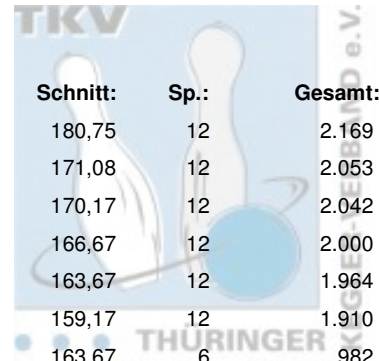 TKV
Schnitt: Sp.: Gesamt:
180,75 12 2.169
171,08 12 2.053
170,17 12 2.042
166,67 12 2.000
163,67 12 1.964
159,17 12 1.910
163,67 6 982
THÜRINGER
KEGLER-VERBAND e.V.